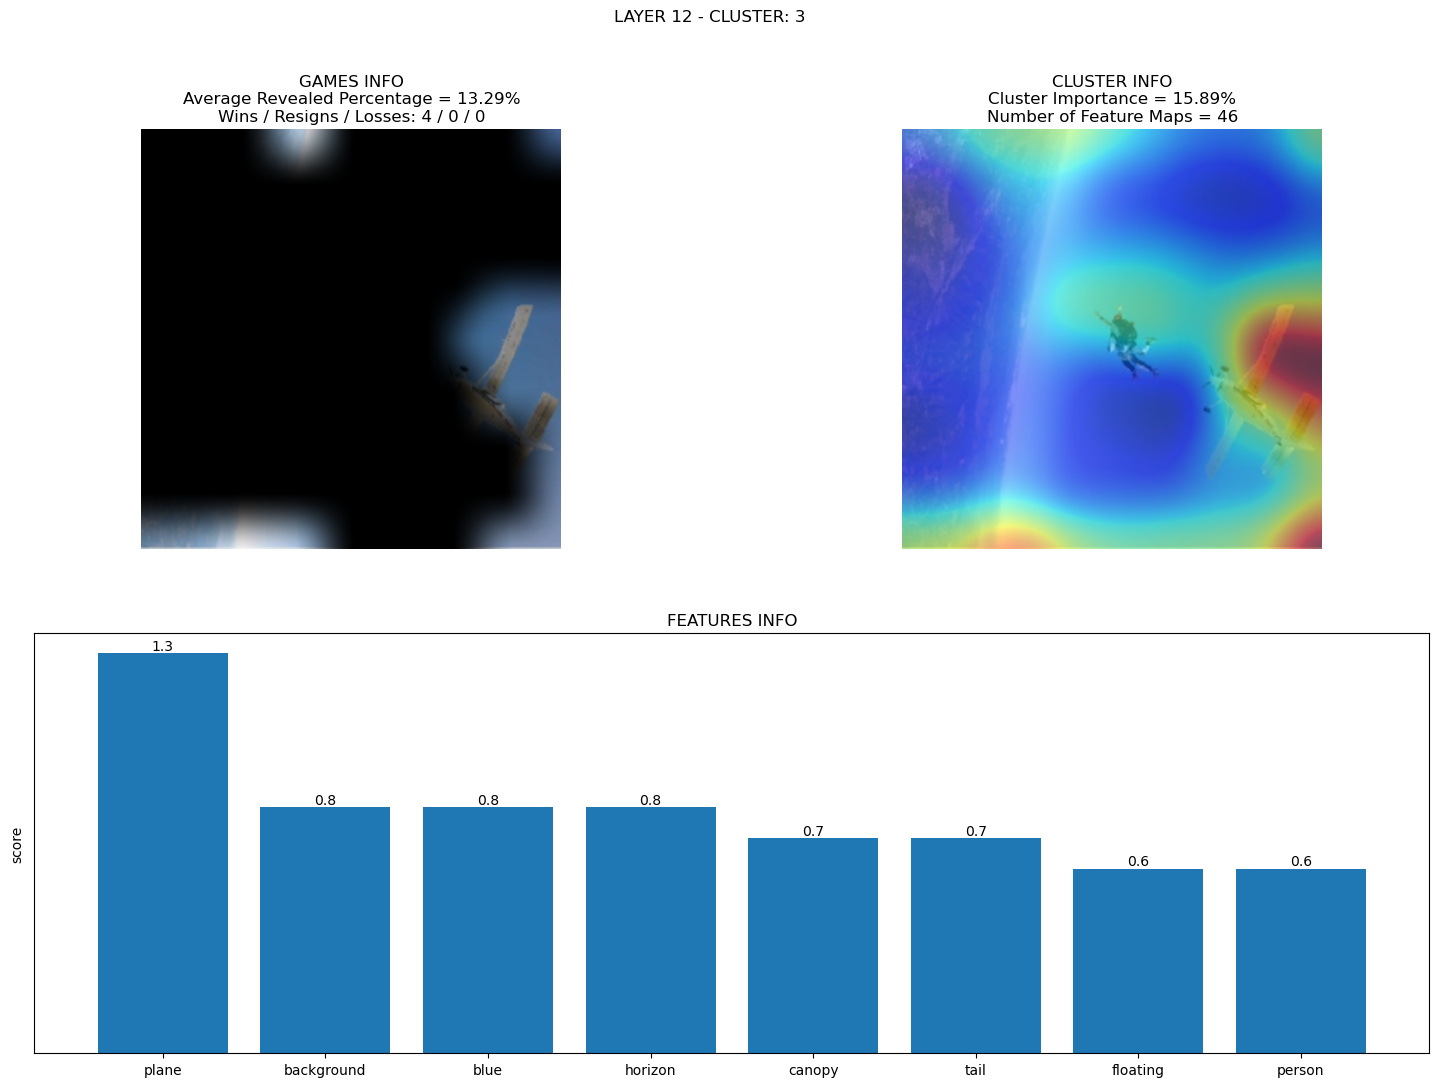 LAYER 12 - CLUSTER: 3
GAMES INFO
Average Revealed Percentage = 13.29%
Wins / Resigns / Losses: 4 / 0 / 0
CLUSTER INFO
Cluster Importance = 15.89%
Number of Feature Maps = 46
FEATURES INFO
score
1.3
0.8
0.8
0.8
0.7
0.7
0.6
0.6
plane
background
blue
horizon
canopy
tail
floating
person